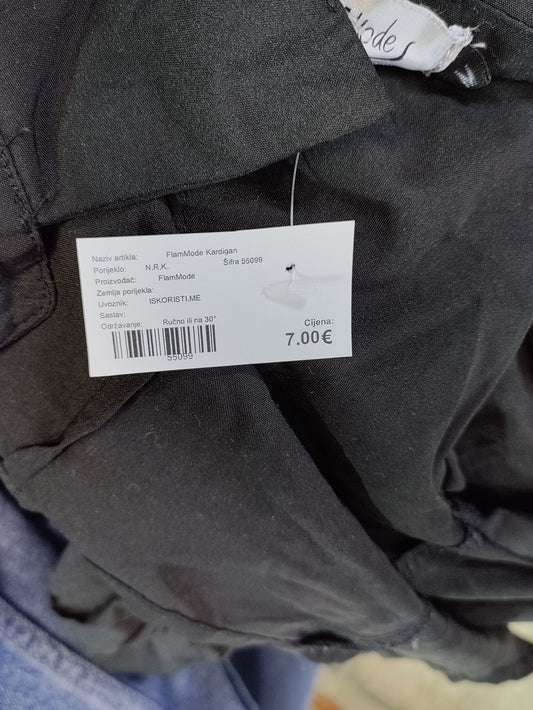 Mode
Naziv artikla: FlamMode Kardigan
Porijeklo: N.R.K. Šifra 55099
Proizvođač: FlamMode
Zemlja porijekla:
Uvoznik: ISKORISTI.ME
Sastav:
Održavanje: Ručno ili na 30°
55099
Cijena:
7.00€